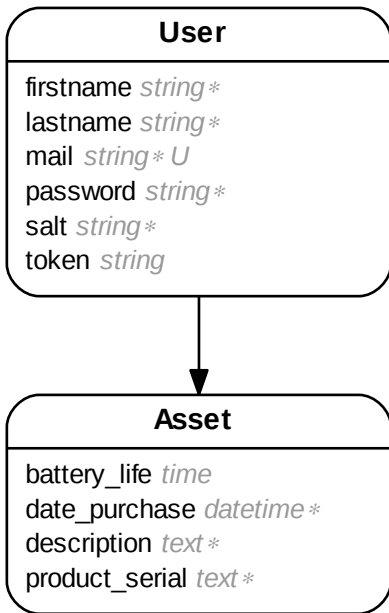 User
firstname string*
lastname string*
mail string* U
password string*
salt string*
token string
Asset
battery_life time
date_purchase datetime*
description text*
product_serial text*